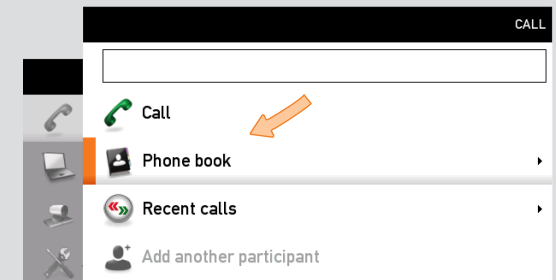 CALL
Call
Phone book
Recent calls
Add another participant